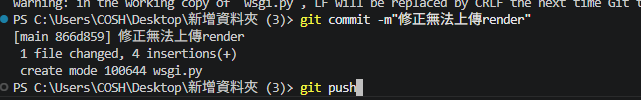 warning: in the working copy of 'wsgi.py', LF will be replaced by CRLF the next time Git t
PS C:\Users\COSH\Desktop\新增資料夾 (3)> git commit -m"修正無法上傳render"
[main 866d859] 修正無法上傳render
1 file changed, 4 insertions(+)
create mode 100644 wsgi.py
PS C:\Users\COSH\Desktop\新增資料夾 (3)> git push